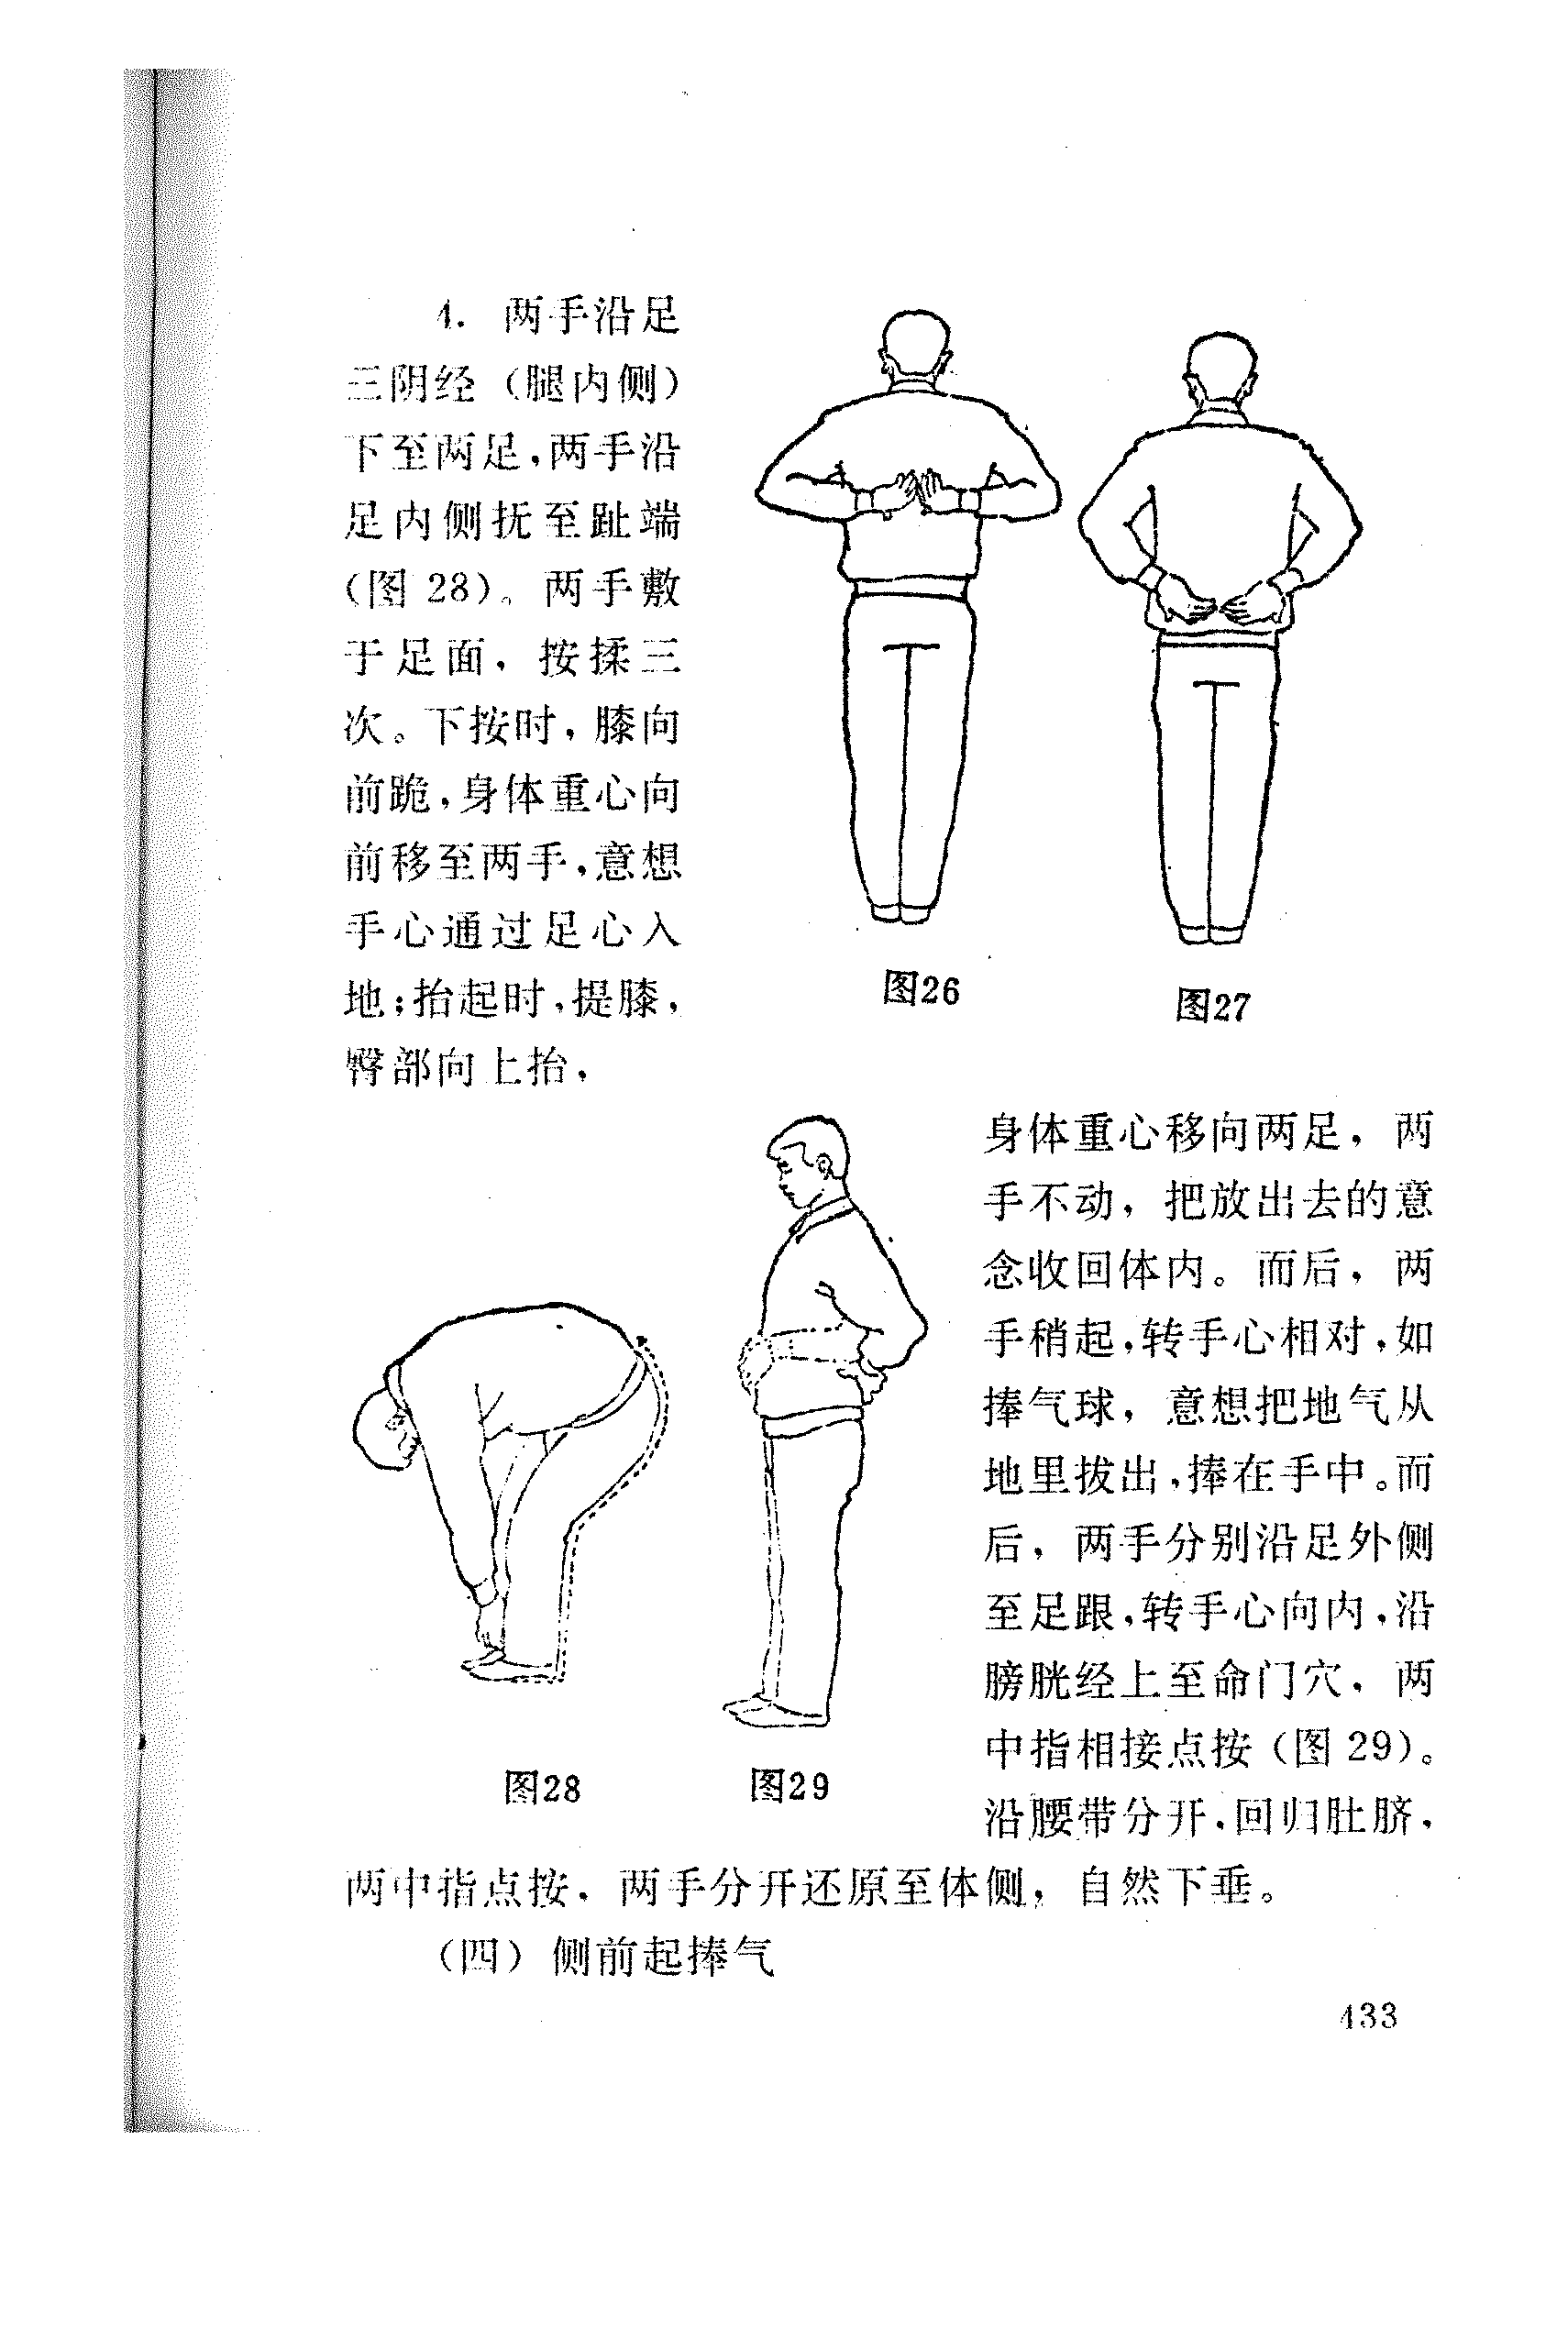 4. 两手沿足
三阴经（腿内侧）
下至两足，两手沿
足内侧抚至趾端
（图 28）。两手敷
于足面，按揉三
次。下按时，膝向
前跪，身体重心向
前移至两手，意想
手心通过足心入
地；抬起时，提膝，
臀部向上抬，
图26
图27
身体重心移向两足，两
手不动，把放出去的意
念收回体内。而后，两
手稍起，转手心相对，如
捧气球，意想把地气从
地里拔出，捧在手中。而
后，两手分别沿足外侧
至足跟，转手心向内，沿
膀胱经上至命门穴，两
中指相接点按（图 29）。
沿腰带分开，回归肚脐，
图28
图29
两中指点按，两手分开还原至体侧，自然下垂。
（四）侧前起捧气
433